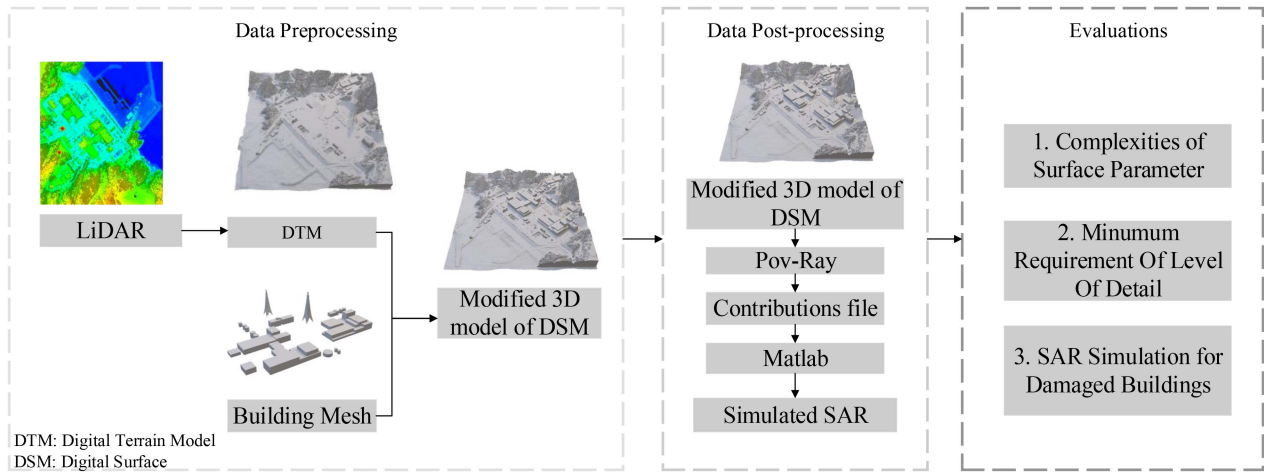 Data Preprocessing
LiDAR
DTM
Building Mesh
Modified 3D
model of DSM
DTM: Digital Terrain Model
DSM: Digital Surface
Data Post-processing
Modified 3D model of
DSM
Pov-Ray
Contributions file
Matlab
Simulated SAR
Evaluations
1. Complexities of
Surface Parameter
2. Minumum
Requirement Of Level
Of Detail
3. SAR Simulation for
Damaged Buildings